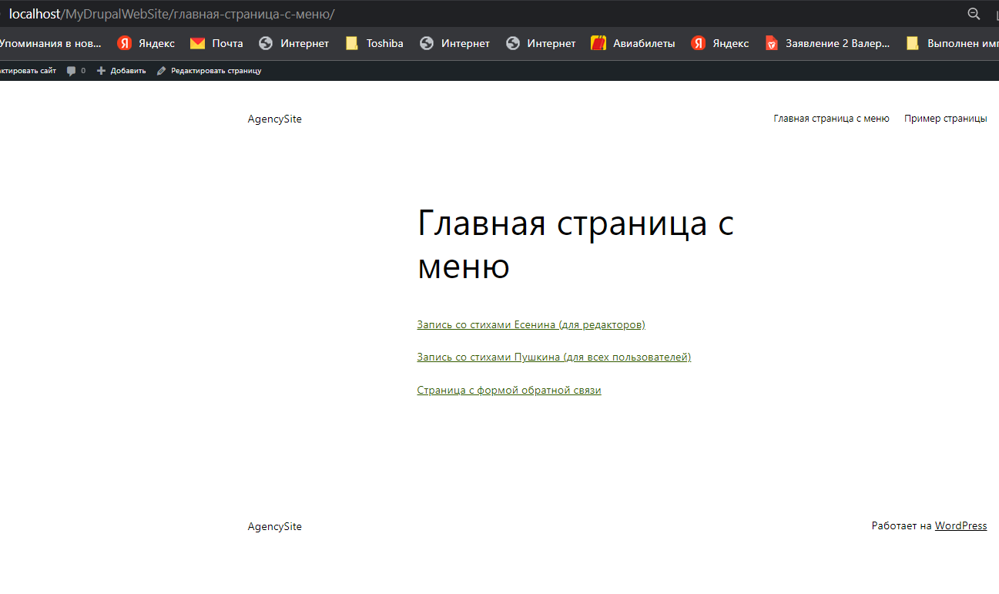 localhost/MyDrupalWebSite/главная-страница-с-меню/
Упоминания в нов... Яндекс Почта Интернет Toshiba Интернет Интернет Авиабилеты Яндекс Заявление 2 Валер... Выполнен имп
актировать сайт 0 Добавить Редактировать страницу
AgencySite Главная страница с меню Пример страницы
Главная страница с
меню
Запись со стихами Есенина (для редакторов)
Запись со стихами Пушкина (для всех пользователей)
Страница с формой обратной связи
AgencySite Работает на WordPress